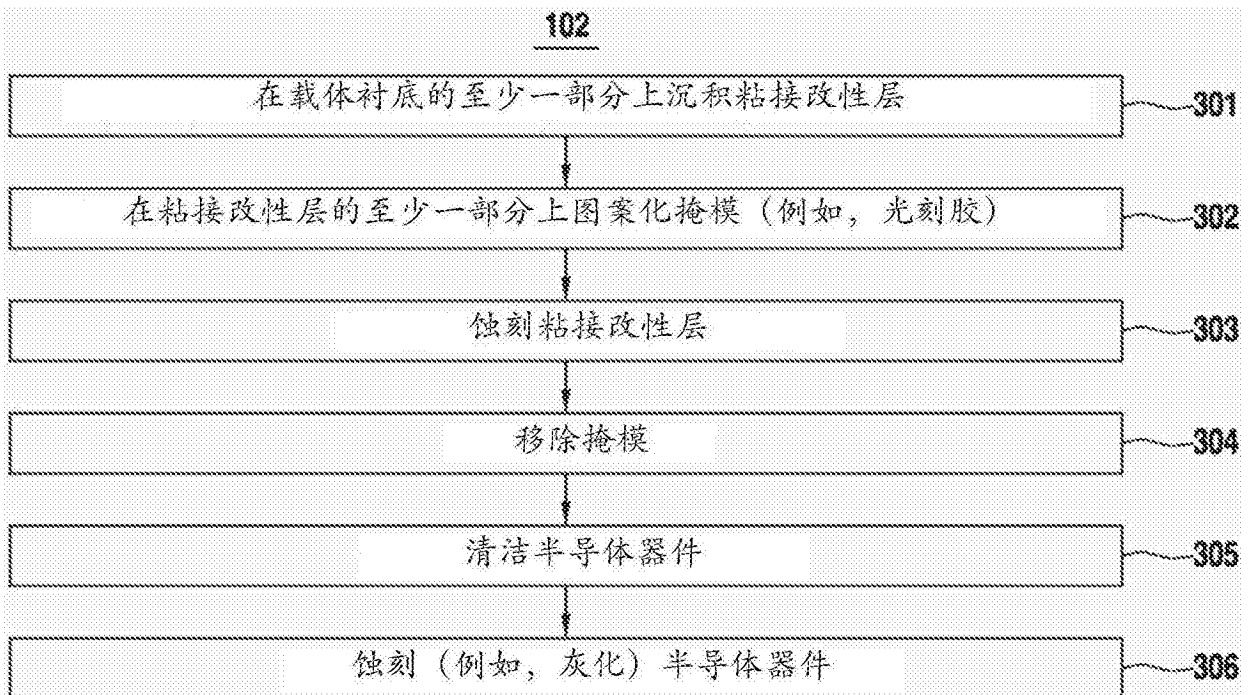 102
在载体衬底的至少一部分上沉积粘接改性层
301
在粘接改性层的至少一部分上图案化掩模（例如，光刻胶）
302
蚀刻粘接改性层
303
移除掩模
304
清洁半导体器件
305
蚀刻（例如，灰化）半导体器件
306